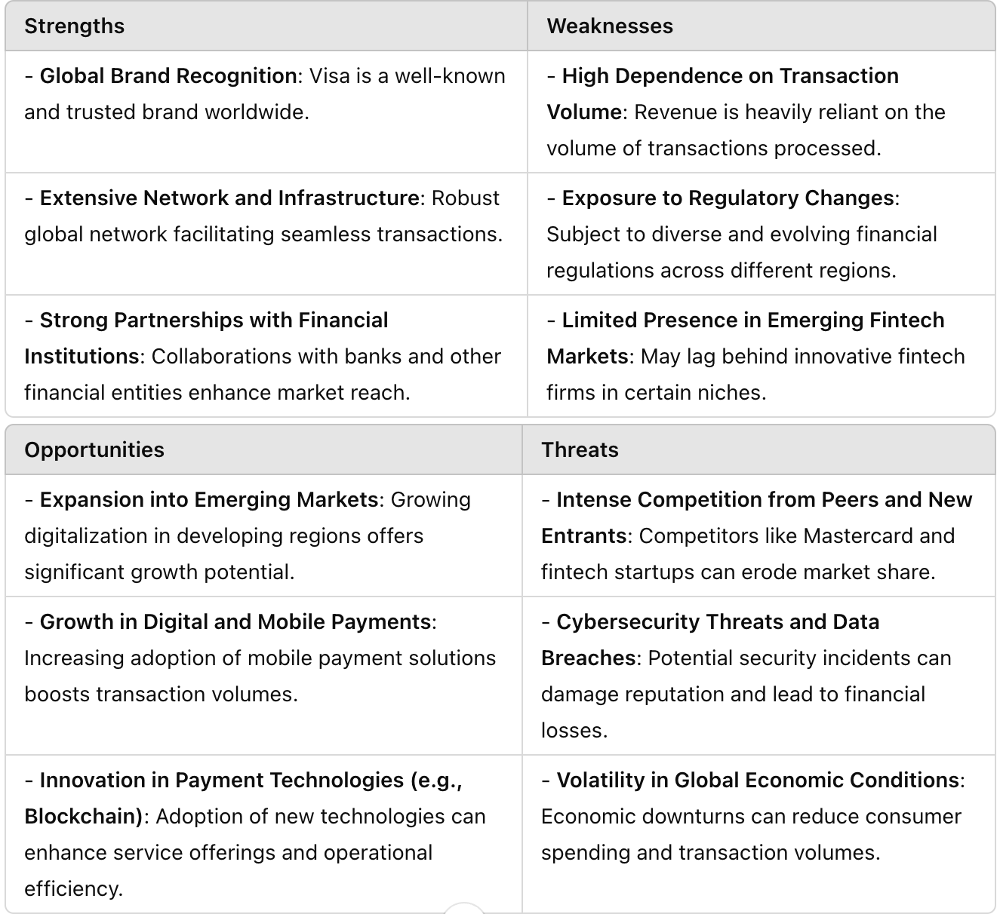 Strengths
Weaknesses
- Global Brand Recognition: Visa is a well-known
and trusted brand worldwide.
- High Dependence on Transaction
Volume: Revenue is heavily reliant on the
volume of transactions processed.
- Extensive Network and Infrastructure: Robust
global network facilitating seamless transactions.
- Exposure to Regulatory Changes:
Subject to diverse and evolving financial
regulations across different regions.
- Strong Partnerships with Financial
Institutions: Collaborations with banks and other
financial entities enhance market reach.
- Limited Presence in Emerging Fintech
Markets: May lag behind innovative fintech
firms in certain niches.
Opportunities
Threats
- Expansion into Emerging Markets: Growing
digitalization in developing regions offers
significant growth potential.
- Intense Competition from Peers and New
Entrants: Competitors like Mastercard and
fintech startups can erode market share.
- Growth in Digital and Mobile Payments:
Increasing adoption of mobile payment solutions
boosts transaction volumes.
- Cybersecurity Threats and Data
Breaches: Potential security incidents can
damage reputation and lead to financial
losses.
- Innovation in Payment Technologies (e.g.,
Blockchain): Adoption of new technologies can
enhance service offerings and operational
efficiency.
- Volatility in Global Economic Conditions:
Economic downturns can reduce consumer
spending and transaction volumes.